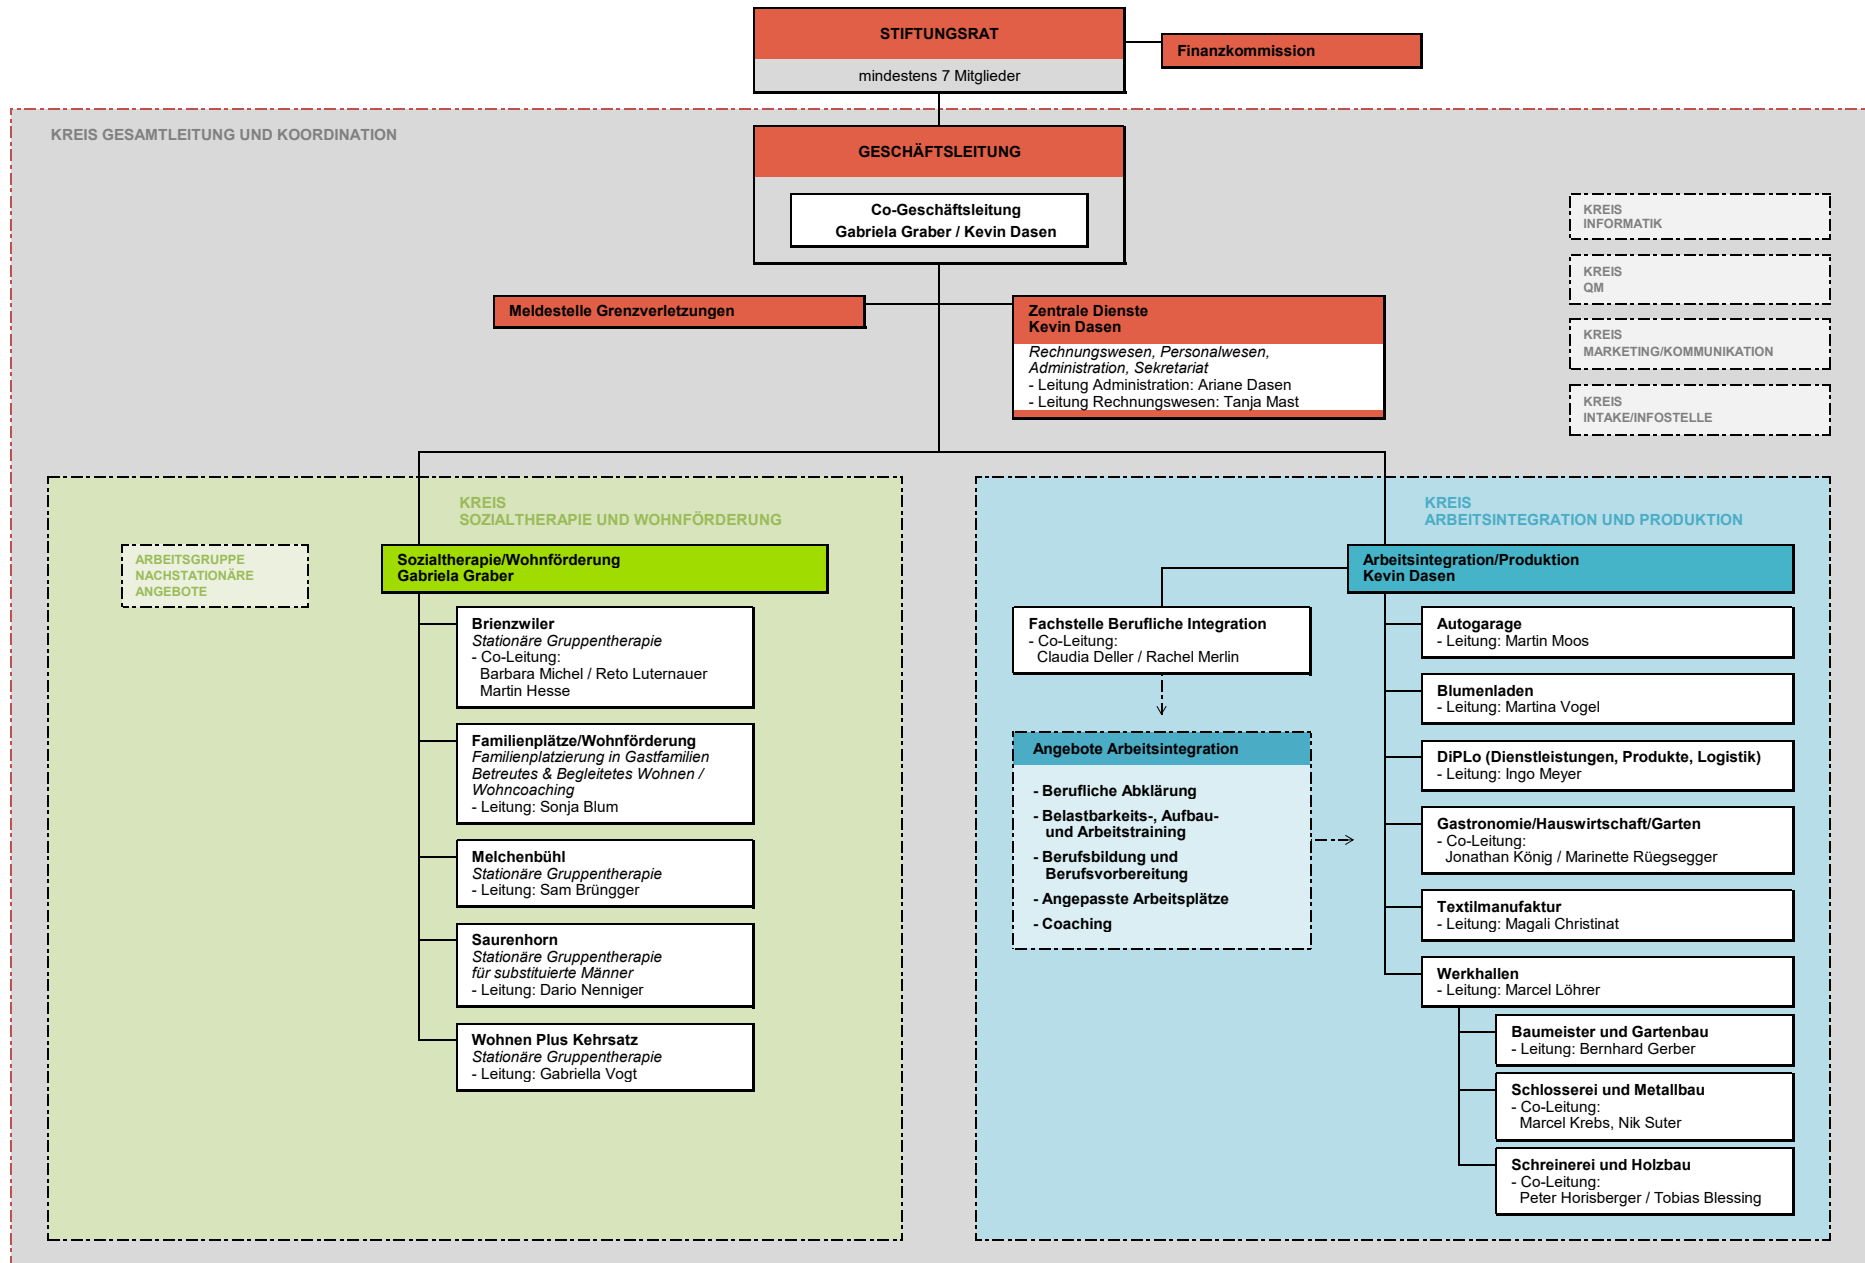 STIFTUNGSRAT
mindestens 7 Mitglieder
Finanzkommission
KREIS GESAMTLEITUNG UND KOORDINATION
GESCHÄFTSLEITUNG
Co-Geschäftsleitung
Gabriela Graber / Kevin Dasen
KREIS
INFORMATIK
KREIS
QM
KREIS
MARKETING/KOMMUNIKATION
KREIS
INTAKE/INFOSTELLE
Meldestelle Grenzverletzungen
Zentrale Dienste
Kevin Dasen
Rechnungswesen, Personalwesen,
Administration, Sekretariat
- Leitung Administration: Ariane Dasen
- Leitung Rechnungswesen: Tanja Mast
KREIS
SOZIALTHERAPIE UND WOHNFÖRDERUNG
ARBEITSGRUPPE
NACHSTATIONÄRE
ANGEBOTE
Sozialtherapie/Wohnförderung
Gabriela Graber
Brienzwiler
Stationäre Gruppentherapie
- Co-Leitung:
Barbara Michel / Reto Luternauer
Martin Hesse
Familienplätze/Wohnförderung
Familienplatzierung in Gastfamilien
Betreutes & Begleitetes Wohnen /
Wohncoaching
- Leitung: Sonja Blum
Melchenbühl
Stationäre Gruppentherapie
- Leitung: Sam Brüngger
Saurenhorn
Stationäre Gruppentherapie
für substituierte Männer
- Leitung: Dario Nenniger
Wohnen Plus Kehrsatz
Stationäre Gruppentherapie
- Leitung: Gabriella Vogt
KREIS
ARBEITSINTEGRATION UND PRODUKTION
Arbeitsintegration/Produktion
Kevin Dasen
Fachstelle Berufliche Integration
- Co-Leitung:
Claudia Deller / Rachel Merlin
Angebote Arbeitsintegration
- Berufliche Abklärung
- Belastbarkeits-, Aufbau-
und Arbeitstraining
- Berufsbildung und
Berufsvorbereitung
- Angepasste Arbeitsplätze
- Coaching
Autogarage
- Leitung: Martin Moos
Blumenladen
- Leitung: Martina Vogel
DiPLo (Dienstleistungen, Produkte, Logistik)
- Leitung: Ingo Meyer
Gastronomie/Hauswirtschaft/Garten
- Co-Leitung:
Jonathan König / Marinette Rüegsegger
Textilmanufaktur
- Leitung: Magali Christinat
Werkhallen
- Leitung: Marcel Löhrer
Baumeister und Gartenbau
- Leitung: Bernhard Gerber
Schlosserei und Metallbau
- Co-Leitung:
Marcel Krebs, Nik Suter
Schreinerei und Holzbau
- Co-Leitung:
Peter Horisberger / Tobias Blessing